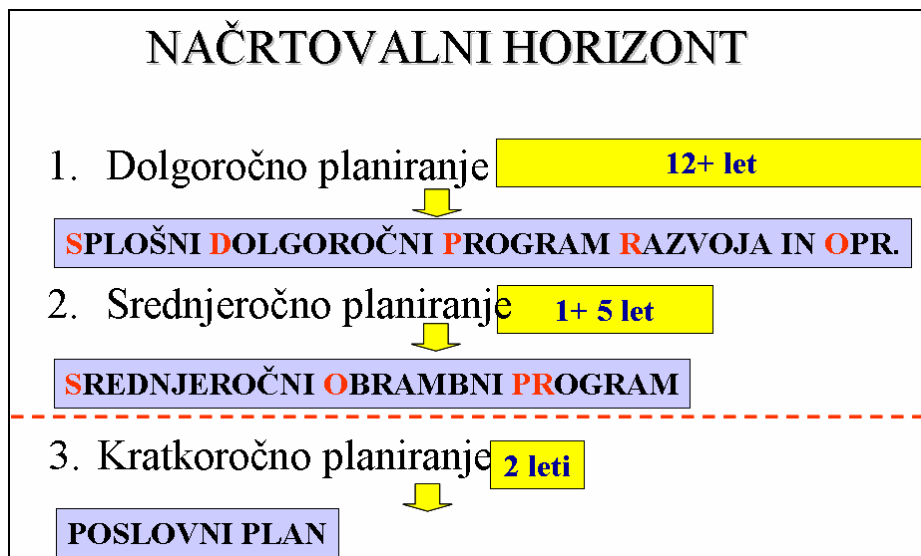 NAČRTOVALNI HORIZONT
1. Dolgoročno planiranje 12+ let
SPLOŠNI DOLGOROČNI PROGRAM RAZVOJA IN OPR.
2. Srednjeročno planiranje 1+ 5 let
SREDNJEROČNI OBRAMBNI PROGRAM
3. Kratkoročno planiranje 2 leti
POSLOVNI PLAN